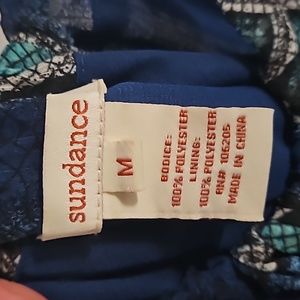 sundance
M
BODICE:
100% POLYESTER
LINING:
100% POLYESTER
RN# 106205
MADE IN CHINA